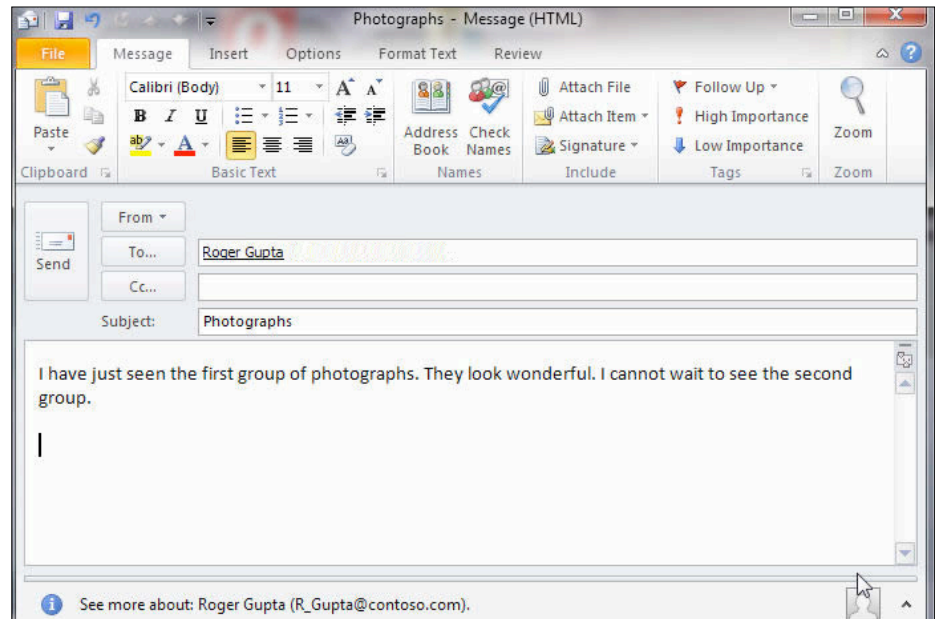 Photographs - Message (HTML)
File Message Insert Options Format Text Review
Calibri (Body) 11 A A
Paste B I U Address Book Check Names Attach File Attach Item Signature Follow Up High Importance Low Importance Zoom
Clipboard Basic Text Names Include Tags Zoom
From
Send
To... Roger Gupta
Cc...
Subject: Photographs
I have just seen the first group of photographs. They look wonderful. I cannot wait to see the second
group.
See more about: Roger Gupta (R_Gupta@contoso.com).